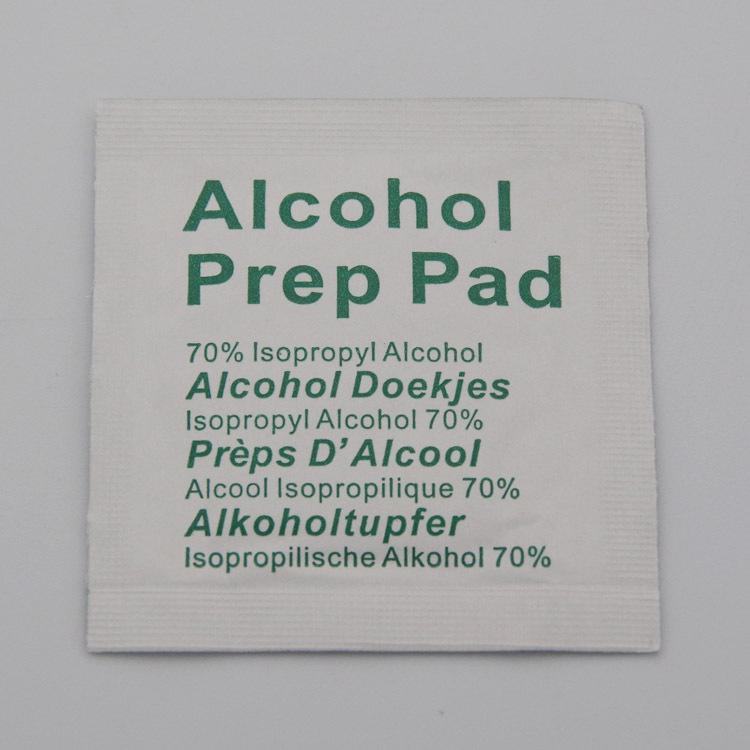 Alcohol
Prep Pad
70% Isopropyl Alcohol
Alcohol Doekjes
Isopropyl Alcohol 70%
Prèps D’Alcool
Alcool Isopropilique 70%
Alkoholtupfer
Isopropilische Alkohol 70%